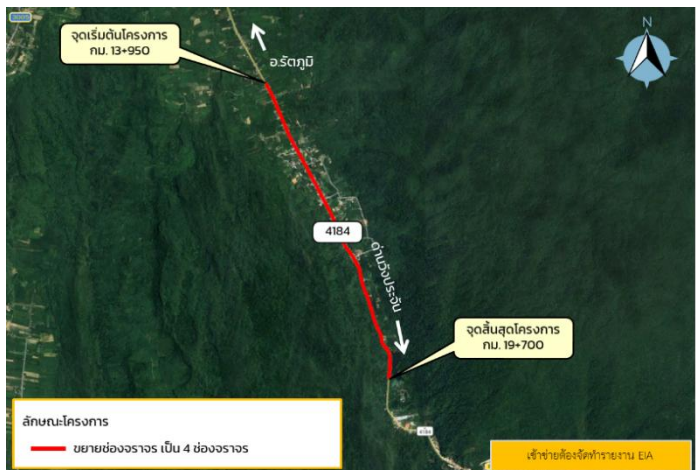 จุดเริ่มต้นโครงการ
กม. 13+950
อ.รัตภูมิ
N
4184
ด่านวังประจัน
จุดสิ้นสุดโครงการ
กม. 19+700
ลักษณะโครงการ
ขยายช่องจราจร เป็น 4 ช่องจราจร
4184
เข้าข่ายต้องจัดทำรายงาน EIA